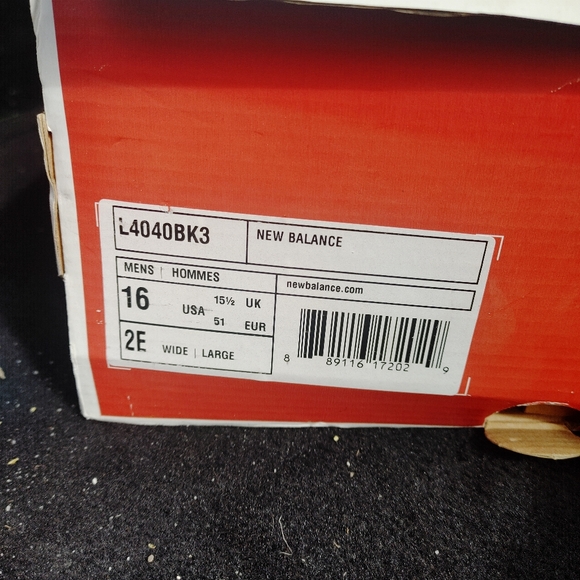 L4040BK3
NEW BALANCE
MENS | HOMMES
16 USA 15½ UK
51 EUR
2E WIDE | LARGE
newbalance.com
8 89116 17202 9